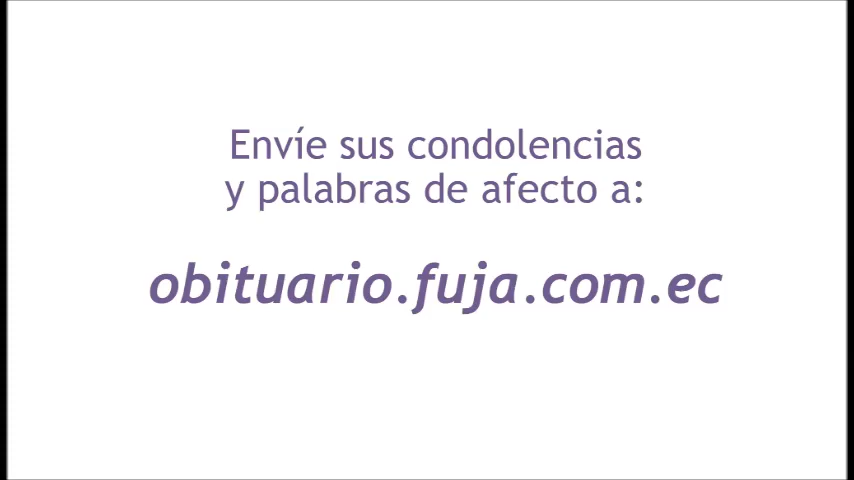 Envíe sus condolencias
y palabras de afecto a:
obituario.fuja.com.ec